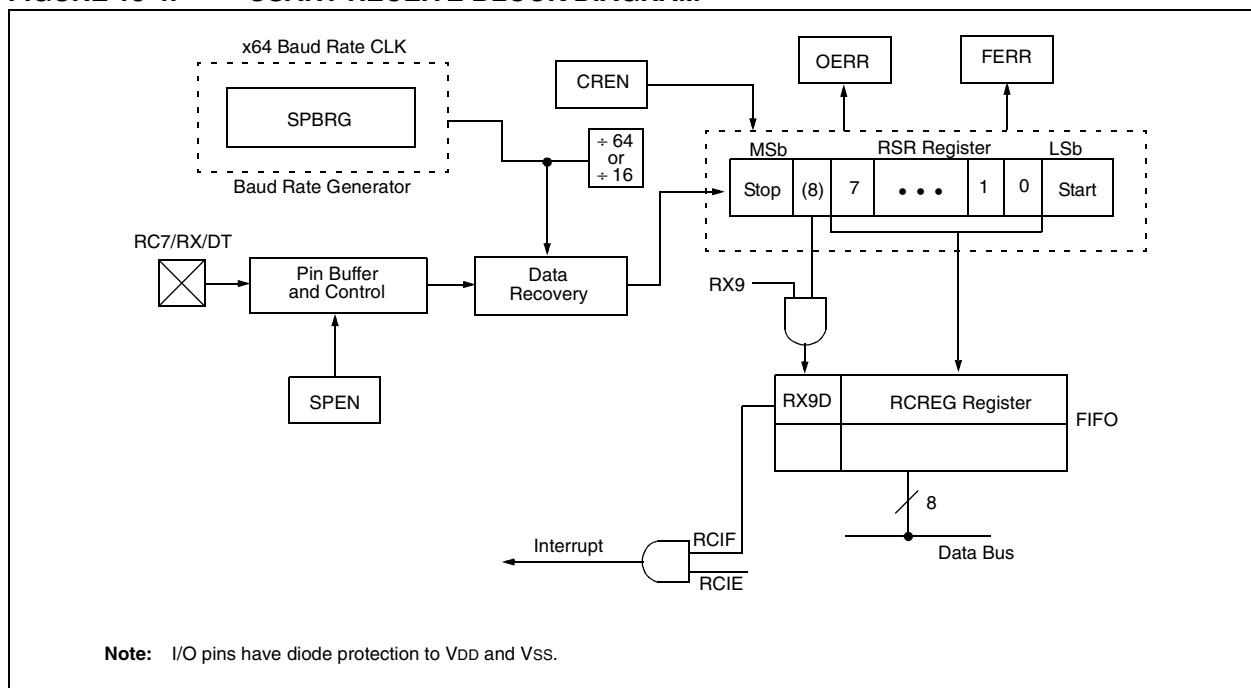 x64 Baud Rate CLK
SPBRG
Baud Rate Generator
CREN
OERR
FERR
÷ 64
or
÷ 16
MSb
RSR Register
LSb
Stop
(8)
7
• • •
1
0
Start
RC7/RX/DT
Pin Buffer
and Control
Data
Recovery
RX9
SPEN
RX9D
RCREG Register
FIFO
8
Interrupt
RCIF
RCIE
Data Bus
Note: I/O pins have diode protection to VDD and VSS.